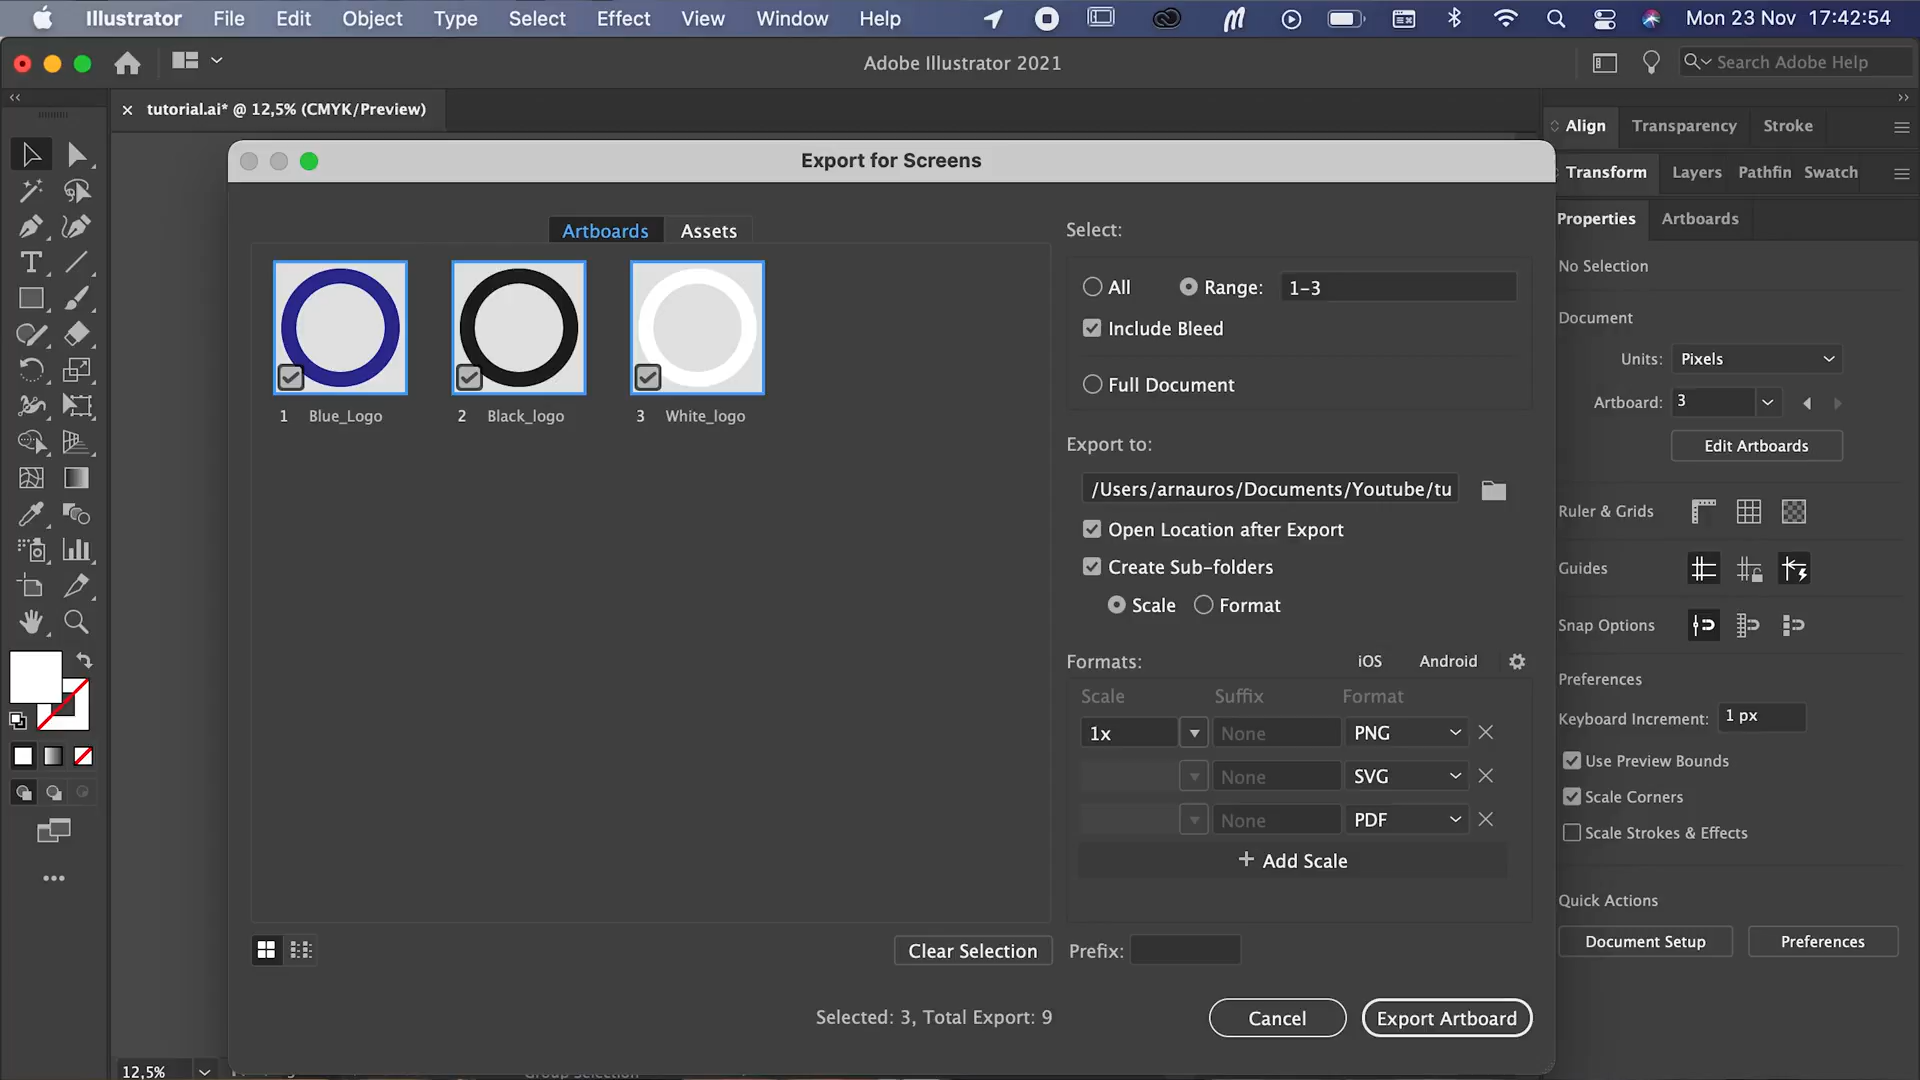 Illustrator File Edit Object Type Select Effect View Window Help Mon 23 Nov 17:42:54
Adobe Illustrator 2021
Search Adobe Help
tutorial.ai* @ 12,5% (CMYK/Preview)
Align Transparency Stroke
Export for Screens
Transform Layers Pathfin Swatch
Artboards Assets
Select:
Properties Artboards
No Selection
All Range: 1-3
Document
Include Bleed
Units: Pixels
Full Document
Artboard: 3
1 Blue_Logo 2 Black_logo 3 White_logo
Export to:
Edit Artboards
/Users/arnauros/Documents/Youtube/tu
Ruler & Grids
Open Location after Export
Create Sub-folders
Guides
Scale Format
Snap Options
Formats: iOS Android
Preferences
Scale Suffix Format
Keyboard Increment: 1 px
1x None PNG
Use Preview Bounds
None SVG
Scale Corners
None PDF
Scale Strokes & Effects
+ Add Scale
Quick Actions
Document Setup Preferences
Clear Selection Prefix:
Selected: 3, Total Export: 9
Cancel Export Artboard
12,5%